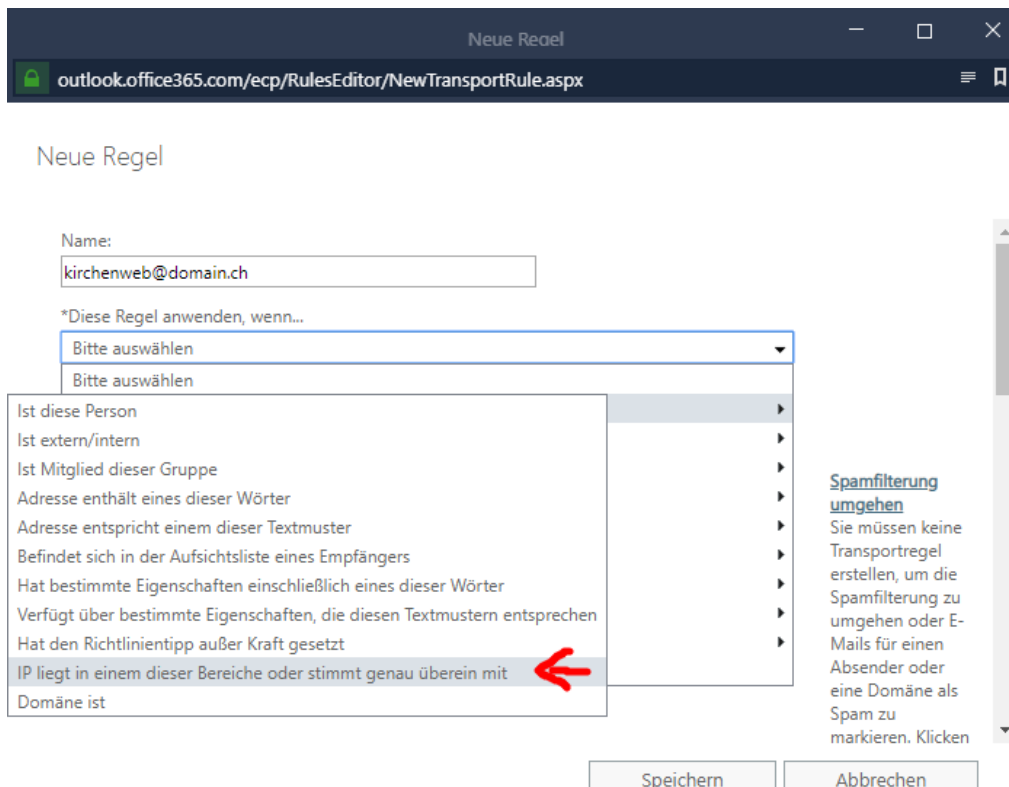 Neue Regel
outlook.office365.com/ecp/RulesEditor/NewTransportRule.aspx
Neue Regel
Name:
kirchenweb@domain.ch
*Diese Regel anwenden, wenn...
Bitte auswählen
Bitte auswählen
Ist diese Person
Ist extern/intern
Ist Mitglied dieser Gruppe
Adresse enthält eines dieser Wörter
Adresse entspricht einem dieser Textmuster
Befindet sich in der Aufsichtsliste eines Empfängers
Hat bestimmte Eigenschaften einschließlich eines dieser Wörter
Verfügt über bestimmte Eigenschaften, die diesen Textmustern entsprechen
Hat den Richtlinientipp außer Kraft gesetzt
IP liegt in einem dieser Bereiche oder stimmt genau überein mit
Domäne ist
Spamfilterung
umgehen
Sie müssen keine
Transportregel
erstellen, um die
Spamfilterung zu
umgehen oder E-
Mails für einen
Absender oder
eine Domäne als
Spam zu
markieren. Klicken
Speichern
Abbrechen